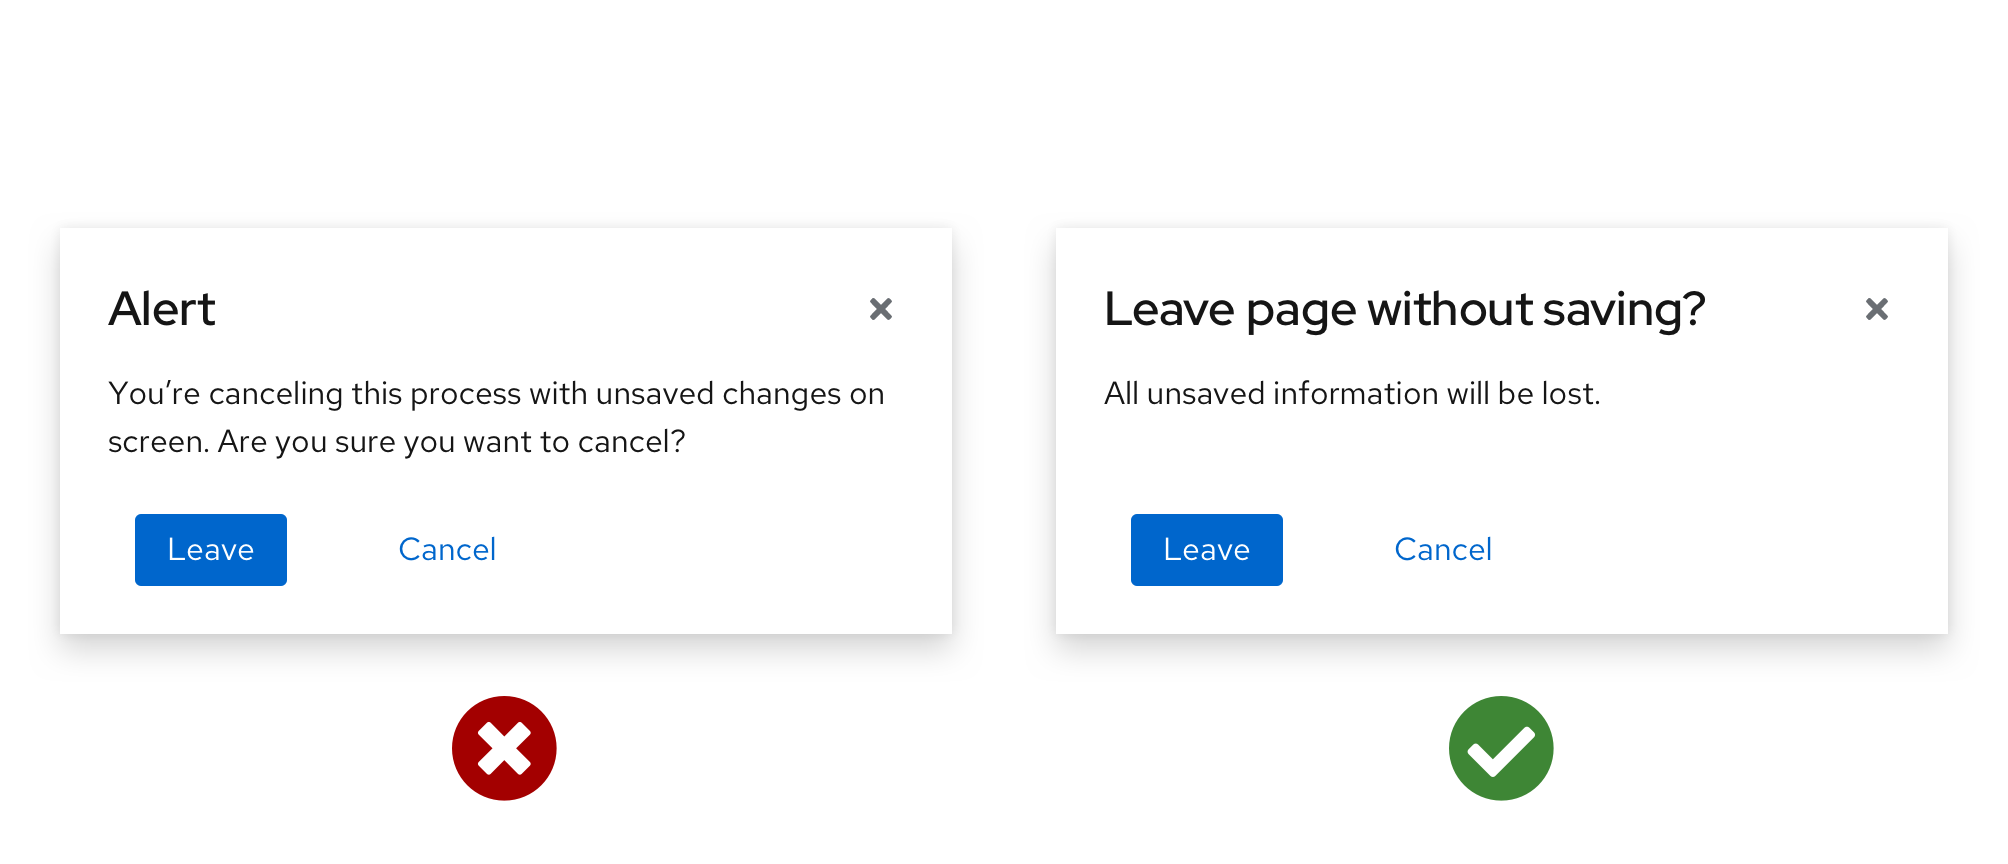 Alert
You’re canceling this process with unsaved changes on
screen. Are you sure you want to cancel?
Leave
Cancel
Leave page without saving?
All unsaved information will be lost.
Leave
Cancel